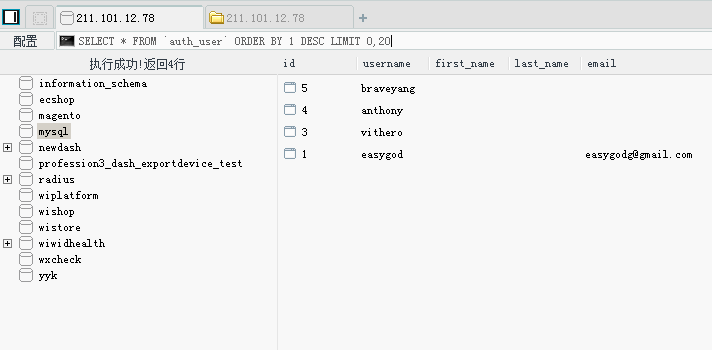 211.101.12.78 211.101.12.78 +
配置 SELECT * FROM `auth_user` ORDER BY 1 DESC LIMIT 0,20
执行成功!返回4行
information_schema
ecshop
magento
mysql
newdash
profession3_dash_exportdevice_test
radius
wiplatform
wishop
wistore
wiwidhealth
wxcheck
yyk
id username first_name last_name email
5 braveyang
4 anthony
3 vithero
1 easygod easygodg@gmail.com